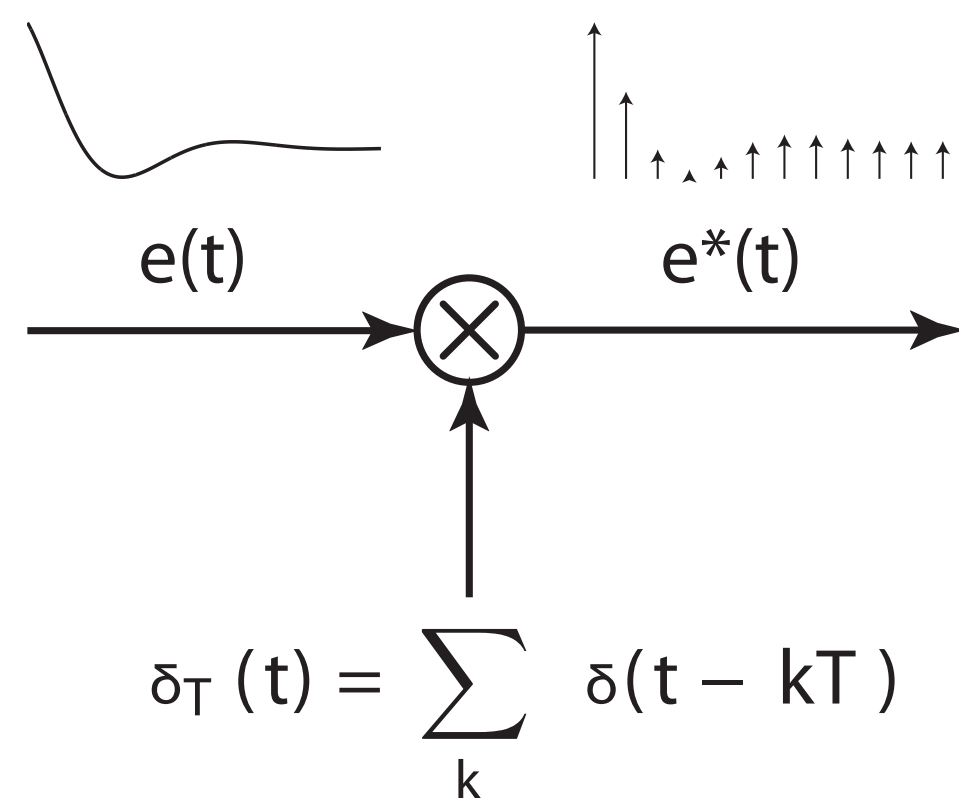 e(t)
e*(t)
δT (t) = ∑ δ(t − kT )
k